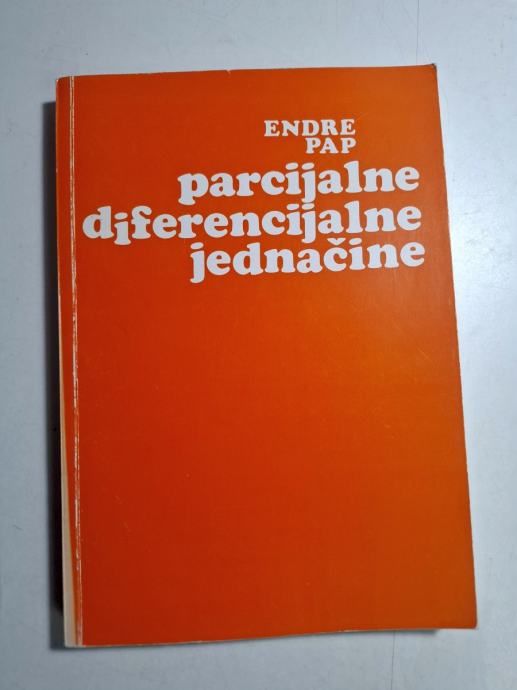 ENDRE
PAP
parcijalne
diferencijalne
jednačine